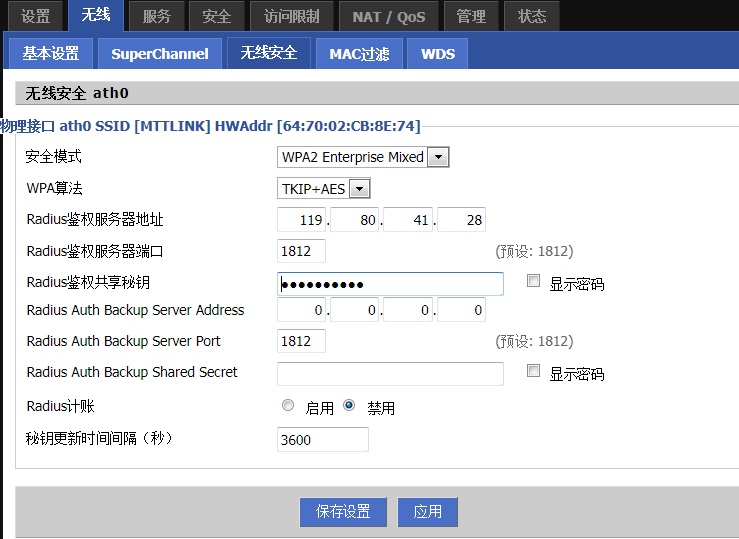 设置 无线 服务 安全 访问限制 NAT / QoS 管理 状态
基本设置 SuperChannel 无线安全 MAC过滤 WDS
无线安全 ath0
物理接口 ath0 SSID [MTTLINK] HWAddr [64:70:02:CB:8E:74]
安全模式 WPA2 Enterprise Mixed
WPA算法 TKIP+AES
Radius鉴权服务器地址 119 . 80 . 41 . 28
Radius鉴权服务器端口 1812 (预设: 1812)
Radius鉴权共享秘钥 ●●●●●●●●●● 显示密码
Radius Auth Backup Server Address 0 . 0 . 0 . 0
Radius Auth Backup Server Port 1812 (预设: 1812)
Radius Auth Backup Shared Secret 显示密码
Radius计账 启用 禁用
秘钥更新时间间隔（秒） 3600
保存设置 应用